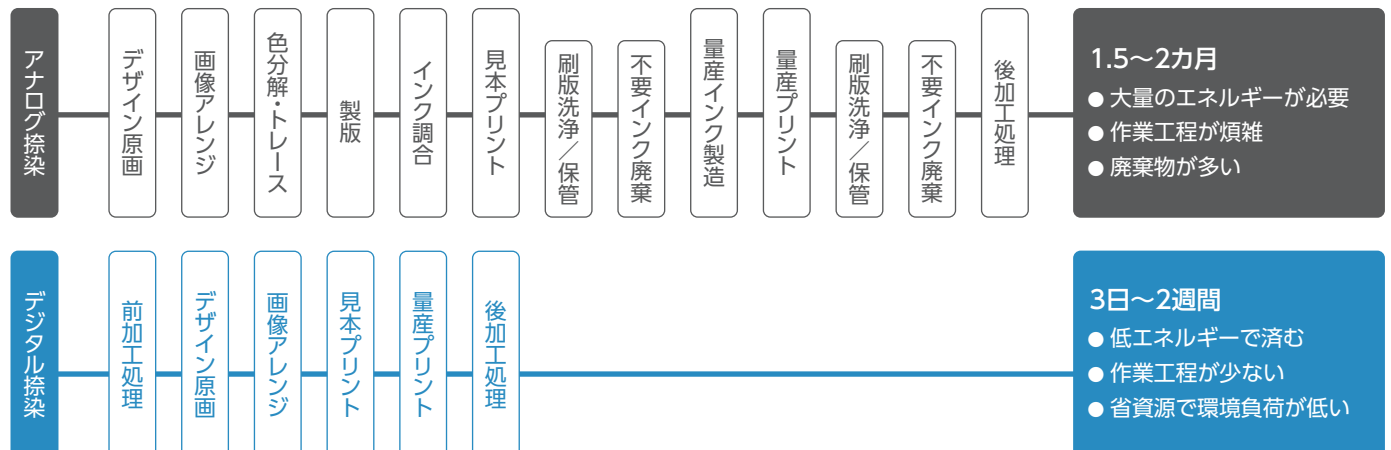 アナログ捺染
デザイン原画
画像アレンジ
色分解・トレース
製版
インク調合
見本プリント
刷版洗浄／保管
不要インク廃棄
量産インク製造
量産プリント
刷版洗浄／保管
不要インク廃棄
後加工処理
1.5〜2カ月
● 大量のエネルギーが必要
● 作業工程が煩雑
● 廃棄物が多い
デジタル捺染
前加工処理
デザイン原画
画像アレンジ
見本プリント
量産プリント
後加工処理
3日〜2週間
● 低エネルギーで済む
● 作業工程が少ない
● 省資源で環境負荷が低い